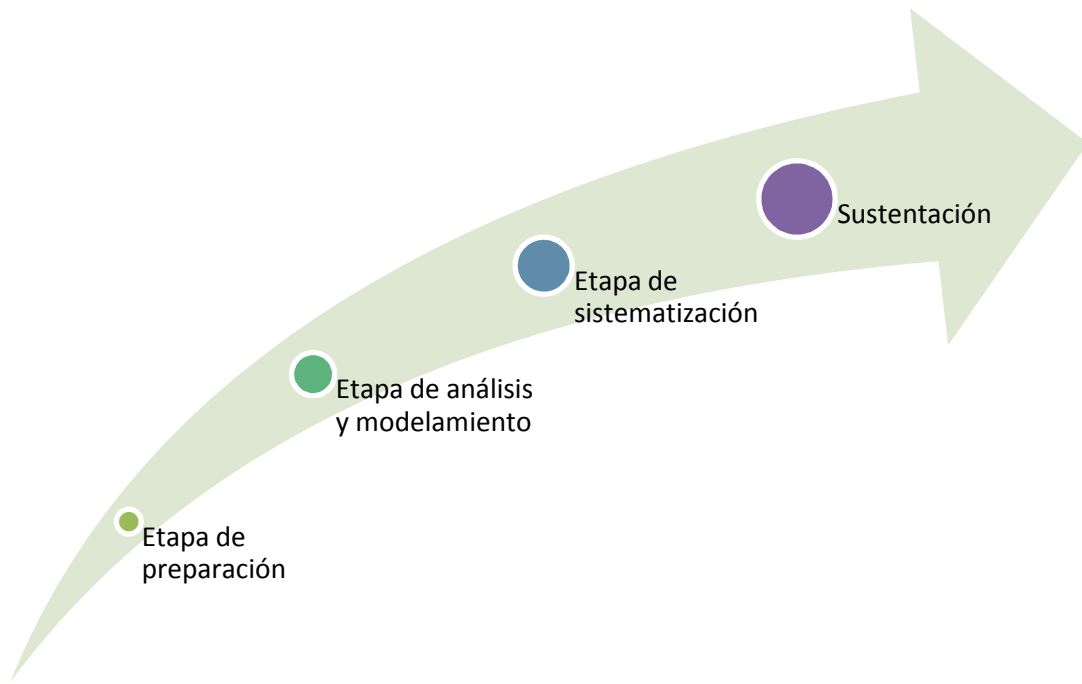 Sustentación
Etapa de
sistematización
Etapa de análisis
y modelamiento
Etapa de
preparación